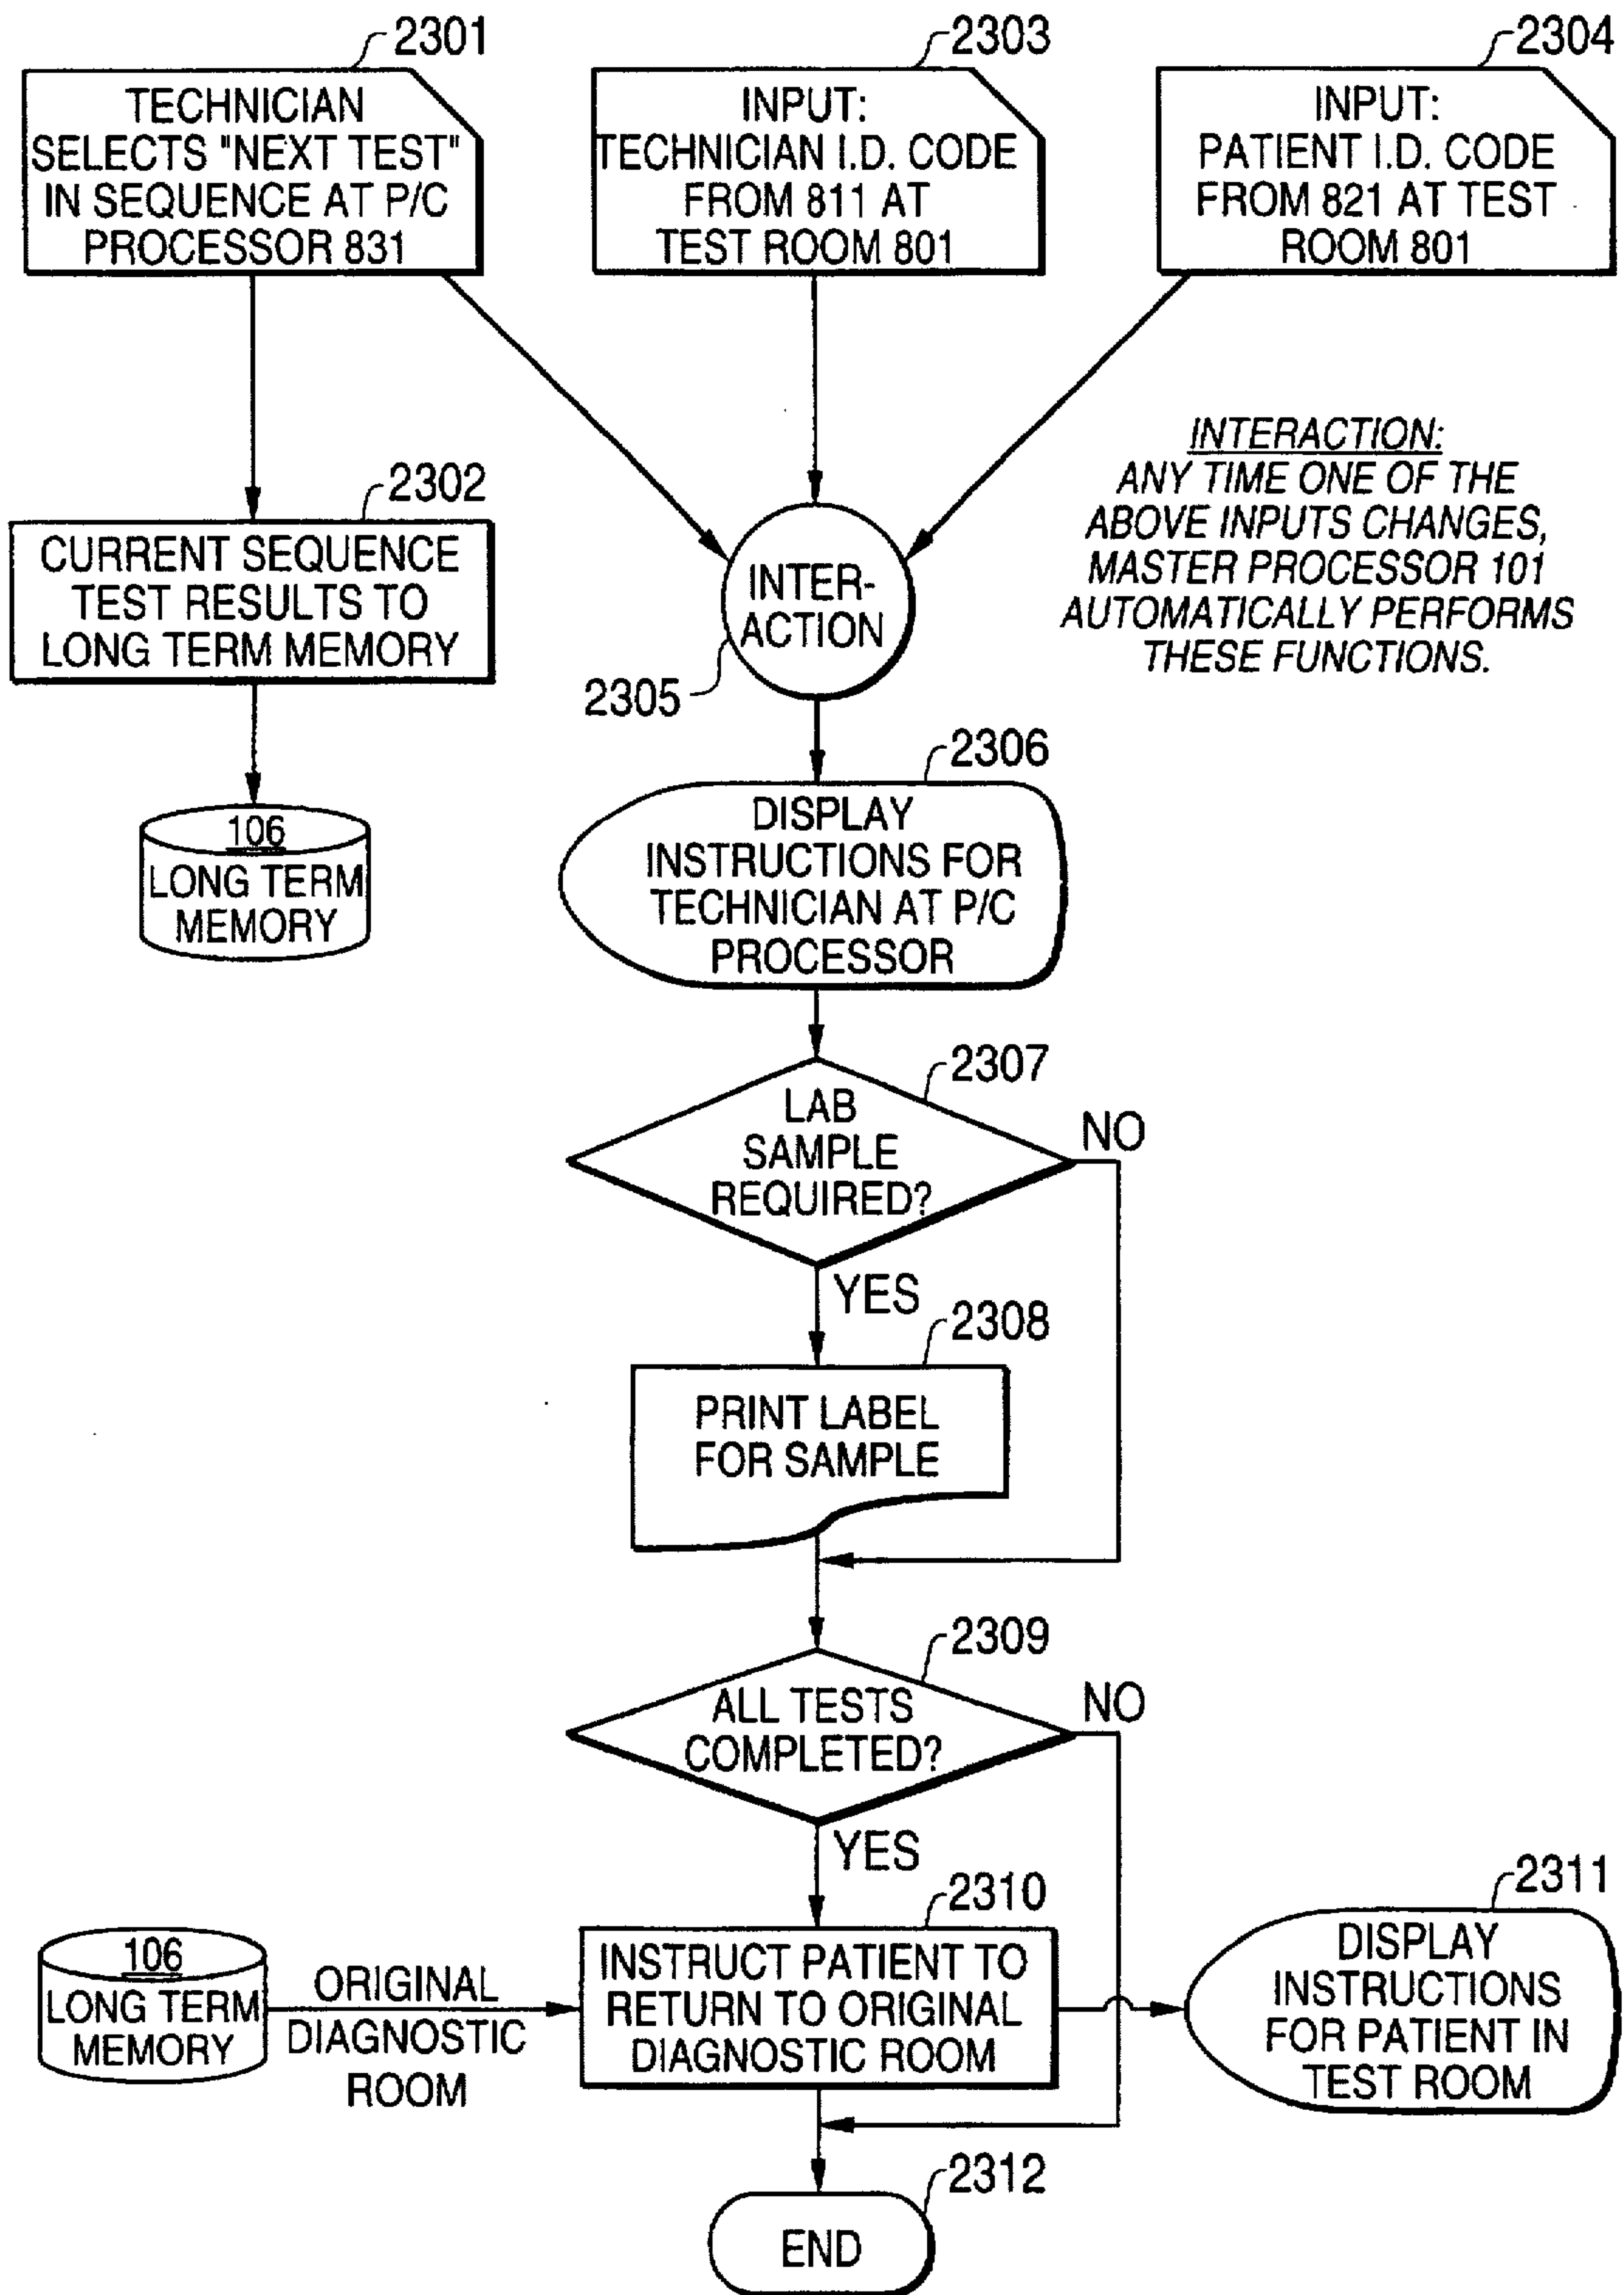 2301
TECHNICIAN
SELECTS "NEXT TEST"
IN SEQUENCE AT P/C
PROCESSOR 831
2303
INPUT:
TECHNICIAN I.D. CODE
FROM 811 AT
TEST ROOM 801
2304
INPUT:
PATIENT I.D. CODE
FROM 821 AT TEST
ROOM 801
INTERACTION:
ANY TIME ONE OF THE
ABOVE INPUTS CHANGES,
MASTER PROCESSOR 101
AUTOMATICALLY PERFORMS
THESE FUNCTIONS.
2302
CURRENT SEQUENCE
TEST RESULTS TO
LONG TERM MEMORY
106
LONG TERM
MEMORY
INTER-
ACTION
2305
2306
DISPLAY
INSTRUCTIONS FOR
TECHNICIAN AT P/C
PROCESSOR
2307
LAB
SAMPLE
REQUIRED?
NO
YES
2308
PRINT LABEL
FOR SAMPLE
2309
ALL TESTS
COMPLETED?
NO
YES
2310
INSTRUCT PATIENT TO
RETURN TO ORIGINAL
DIAGNOSTIC ROOM
106
LONG TERM
MEMORY
ORIGINAL
DIAGNOSTIC
ROOM
2311
DISPLAY
INSTRUCTIONS
FOR PATIENT IN
TEST ROOM
2312
END